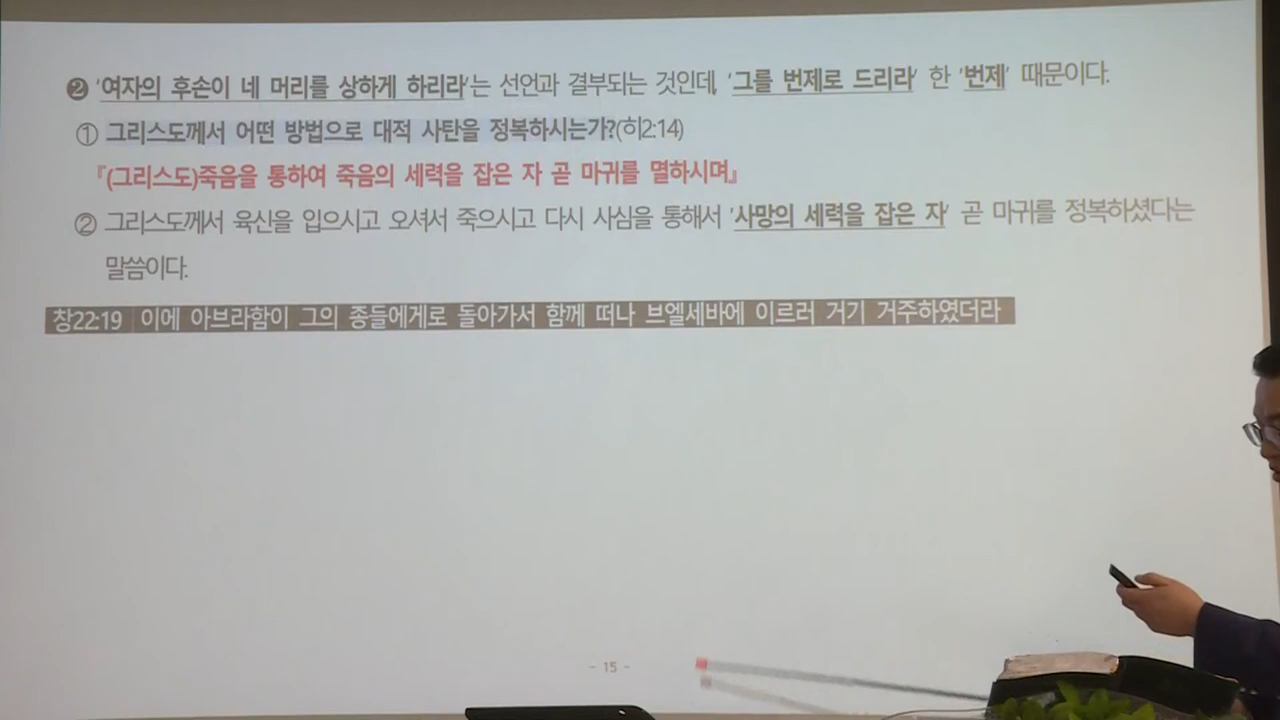 ❷ '여자의 후손이 네 머리를 상하게 하리라'는 선언과 결부되는 것인데, '그를 번제로 드리라' 한 '번제' 때문이다.
① 그리스도께서 어떤 방법으로 대적 사탄을 정복하시는가?(히2:14)
『(그리스도)죽음을 통하여 죽음의 세력을 잡은 자 곧 마귀를 멸하시며』
② 그리스도께서 육신을 입으시고 오셔서 죽으시고 다시 사심을 통해서 '사망의 세력을 잡은 자' 곧 마귀를 정복하셨다는
말씀이다.
창22:19 이에 아브라함이 그의 종들에게로 돌아가서 함께 떠나 브엘세바에 이르러 거기 거주하였더라
- 15 -